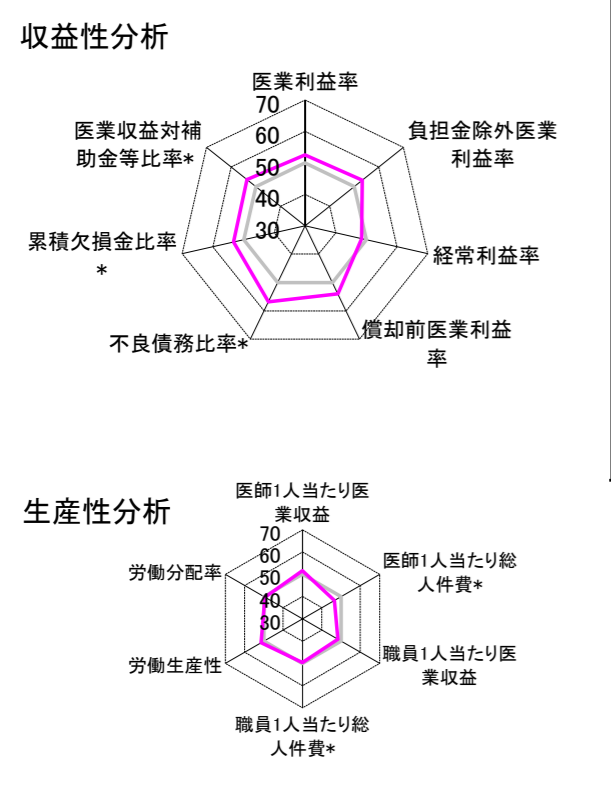 収益性分析
医業利益率
70
60
50
40
30
医業収益対補
助金等比率*
負担金除外医業
利益率
累積欠損金比率
*
経常利益率
不良債務比率*
償却前医業利益
率
生産性分析
医師1人当たり医
業収益
70
60
50
40
30
労働分配率
医師1人当たり総
人件費*
労働生産性
職員1人当たり医
業収益
職員1人当たり総
人件費*